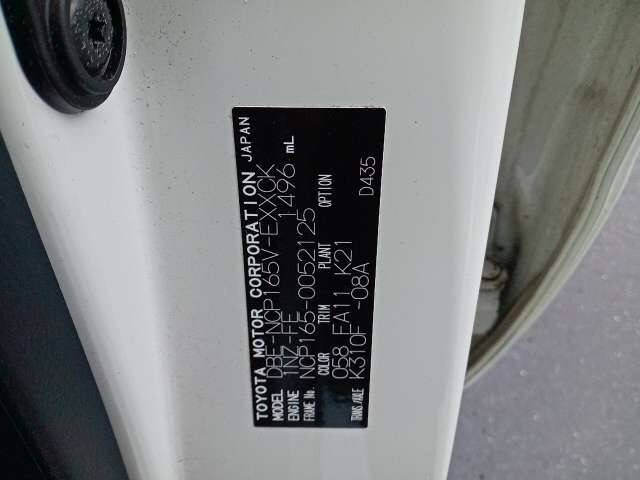 TOYOTA MOTOR CORPORATION JAPAN
MODEL DBE-NCP165V-EXXCK
ENGINE 1NZ-FE 1496 mL
FRAME No. NCP165-0052125
COLOR TRIM PLANT OPTION
058 FA11 K21
TRANS./AXLE K310F -08A D435